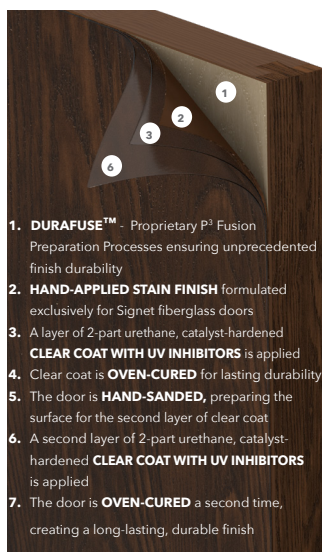 1
2
3
6
1. DURAFUSE™ - Proprietary P³ Fusion
Preparation Processes ensuring unprecedented
finish durability
2. HAND-APPLIED STAIN FINISH formulated
exclusively for Signet fiberglass doors
3. A layer of 2-part urethane, catalyst-hardened
CLEAR COAT WITH UV INHIBITORS is applied
4. Clear coat is OVEN-CURED for lasting durability
5. The door is HAND-SANDED, preparing the
surface for the second layer of clear coat
6. A second layer of 2-part urethane, catalyst-
hardened CLEAR COAT WITH UV INHIBITORS
is applied
7. The door is OVEN-CURED a second time,
creating a long-lasting, durable finish